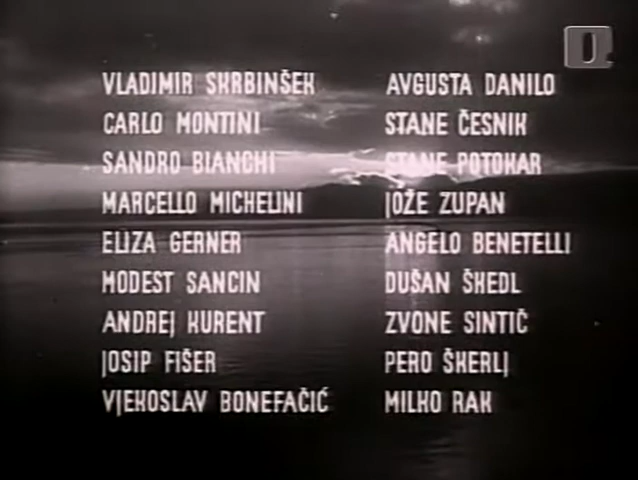 VLADIMIR SKRBINŠEK
CARLO MONTINI
SANDRO BIANCHI
MARCELLO MICHELINI
ELIZA GERNER
MODEST SANCIN
ANDREJ KURENT
JOSIP FIŠER
VJEKOSLAV BONEFAČIĆ
AVGUSTA DANILO
STANE ČESNIK
STANE POTOKAR
JOŽE ZUPAN
ANGELO BENETELLI
DUŠAN ŠKEDL
ZVONE SINTIČ
PERO ŠKERLJ
MILKO RAK